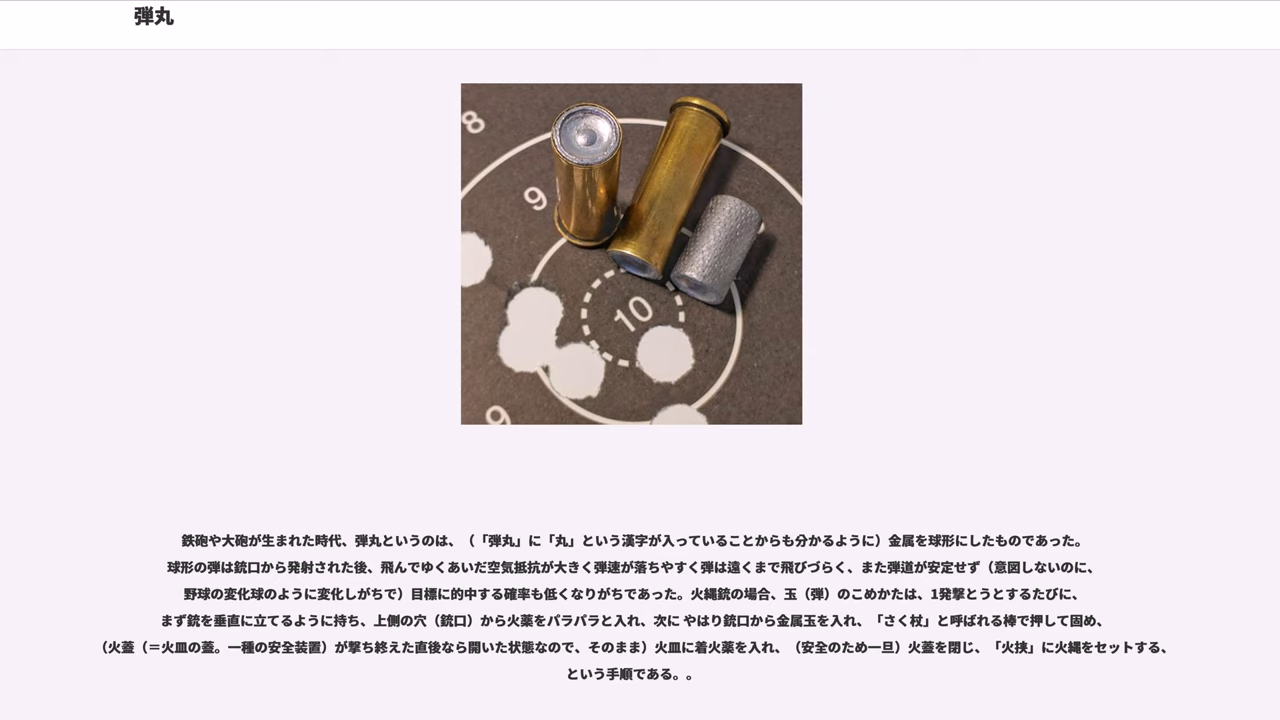 弾丸
8
9
10
9
鉄砲や大砲が生まれた時代、弾丸というのは、（「弾丸」に「丸」という漢字が入っていることからも分かるように）金属を球形にしたものであった。
球形の弾は銃口から発射された後、飛んでゆくあいだ空気抵抗が大きく弾速が落ちやすく弾は遠くまで飛びづらく、また弾道が安定せず（意図しないのに、
野球の変化球のように変化しがちで）目標に的中する確率も低くなりがちであった。火縄銃の場合、玉（弾）のこめかたは、1発撃とうとするたびに、
まず銃を垂直に立てるように持ち、上側の穴（銃口）から火薬をパラパラと入れ、次に やはり銃口から金属玉を入れ、「さく杖」と呼ばれる棒で押して固め、
（火蓋（＝火皿の蓋。一種の安全装置）が撃ち終えた直後なら開いた状態なので、そのまま）火皿に着火薬を入れ、（安全のため一旦）火蓋を閉じ、「火挟」に火縄をセットする、
という手順である。。